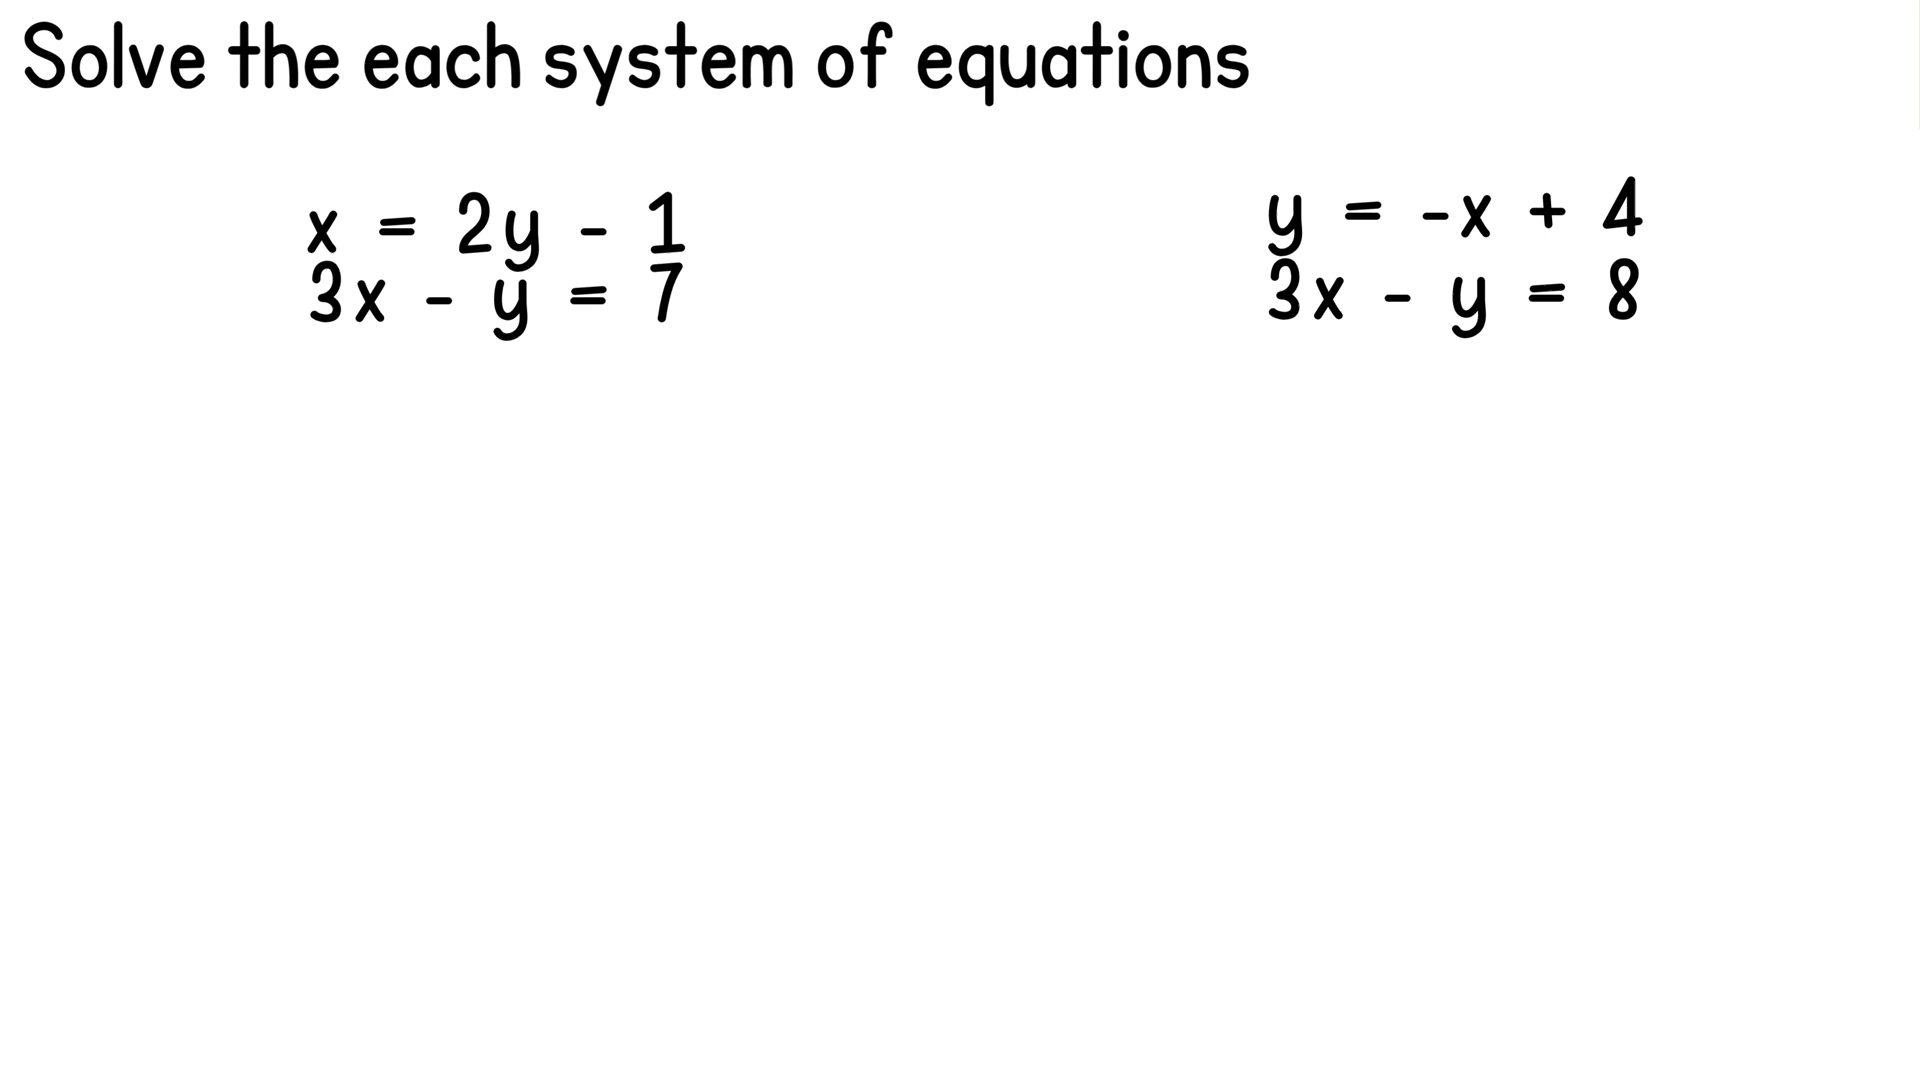 Solve the each system of equations
x = 2y - 1
3x - y = 7
y = -x + 4
3x - y = 8